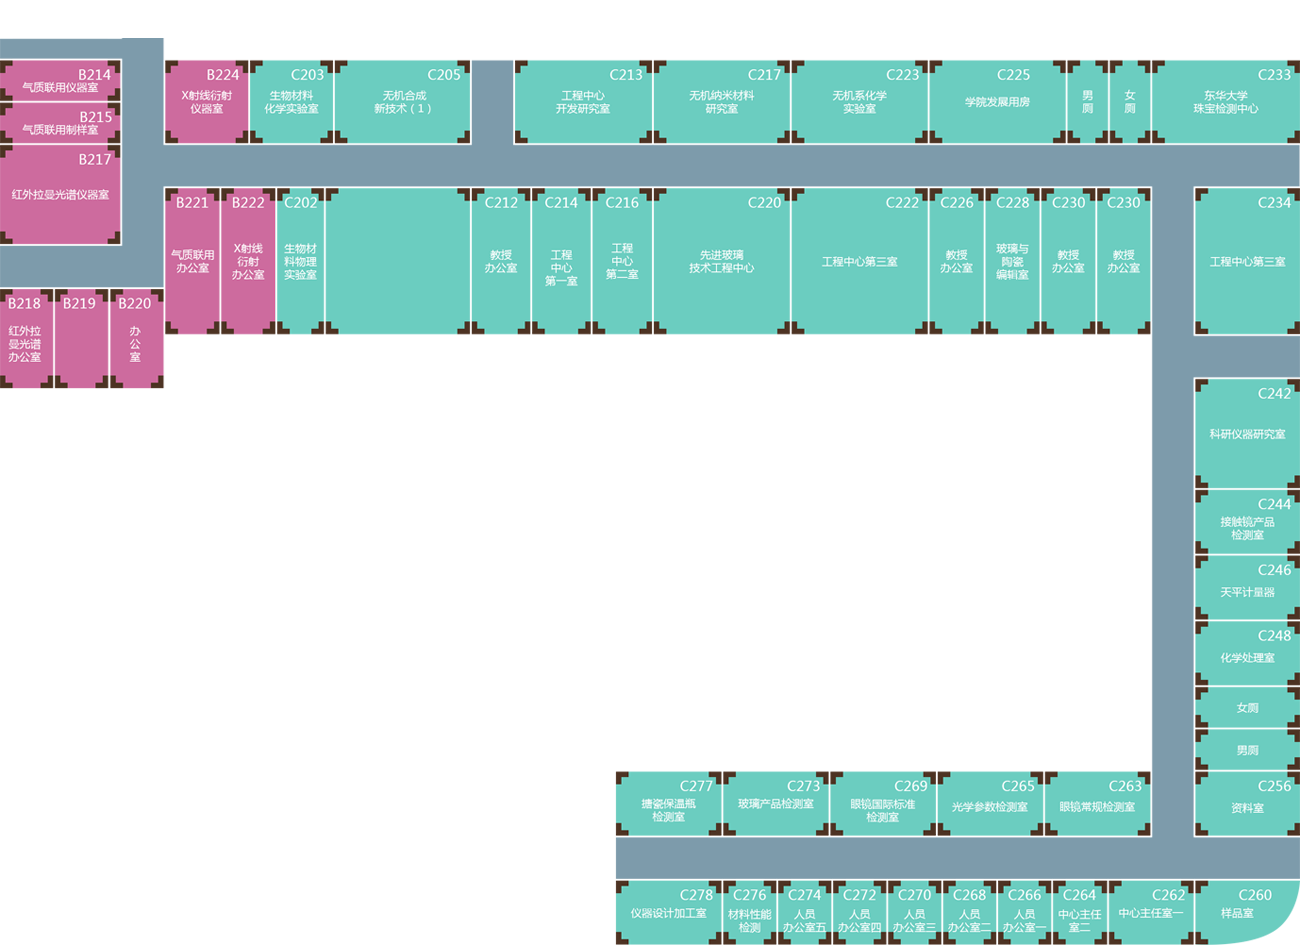 B214
气质联用仪器室
B215
气质联用制样室
B217
红外拉曼光谱仪器室
B224
X射线衍射
仪器室
C203
生物材料
化学实验室
C205
无机合成
新技术（1）
C213
工程中心
开发研究室
C217
无机纳米材料
研究室
C223
无机系化学
实验室
C225
学院发展用房
男
厕
女
厕
C233
东华大学
珠宝检测中心
B221
气质联用
办公室
B222
X射线
衍射
办公室
C202
生物材
料物理
实验室
C212
教授
办公室
C214
工程
中心
第一室
C216
工程
中心
第二室
C220
先进玻璃
技术工程中心
C222
工程中心第三室
C226
教授
办公室
C228
玻璃与
陶瓷
编辑室
C230
教授
办公室
C230
教授
办公室
C234
工程中心第三室
B218
红外拉
曼光谱
办公室
B219
B220
办
公
室
C242
科研仪器研究室
C244
接触镜产品
检测室
C246
天平计量器
C248
化学处理室
女厕
男厕
C256
资料室
C277
搪瓷保温瓶
检测室
C273
玻璃产品检测室
C269
眼镜国际标准
检测室
C265
光学参数检测室
C263
眼镜常规检测室
C278
仪器设计加工室
C276
材料性能
检测
C274
人员
办公室五
C272
人员
办公室四
C270
人员
办公室三
C268
人员
办公室二
C266
人员
办公室一
C264
中心主任
室二
C262
中心主任室一
C260
样品室